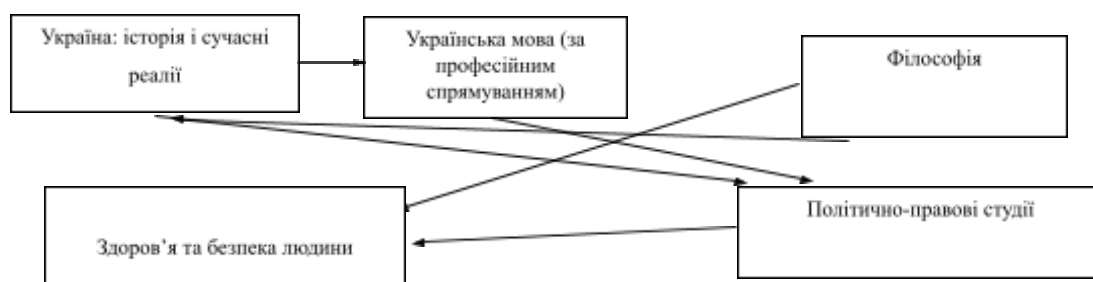 Україна: історія і сучасні
реалії
Українська мова (за
професійним
спрямуванням)
Філософія
Здоров’я та безпека людини
Політично-правові студії